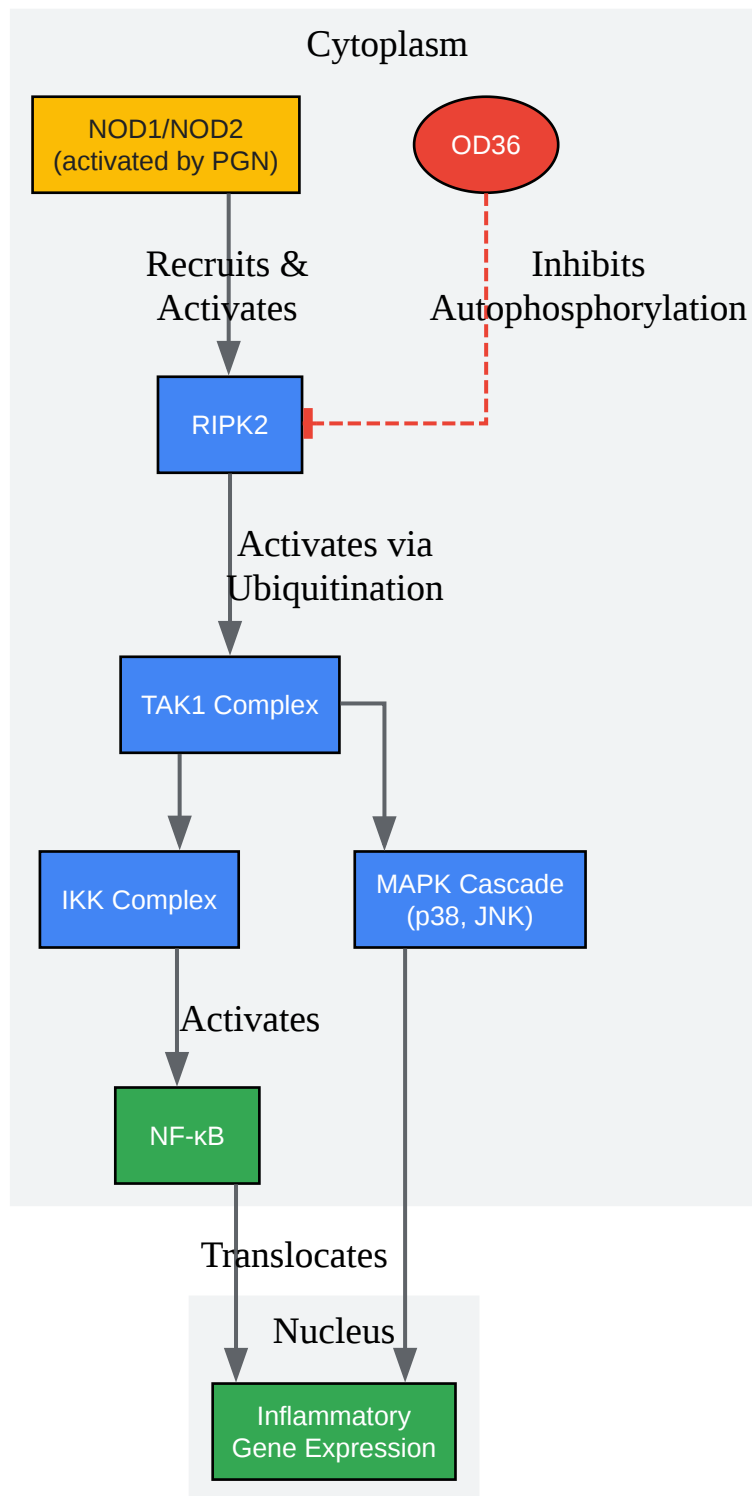 Cytoplasm
NOD1/NOD2
(activated by PGN)
OD36
Recruits &
Activates
Inhibits
Autophosphorylation
RIPK2
Activates via
Ubiquitination
TAK1 Complex
IKK Complex
MAPK Cascade
(p38, JNK)
Activates
NF-κB
Translocates
Nucleus
Inflammatory
Gene Expression